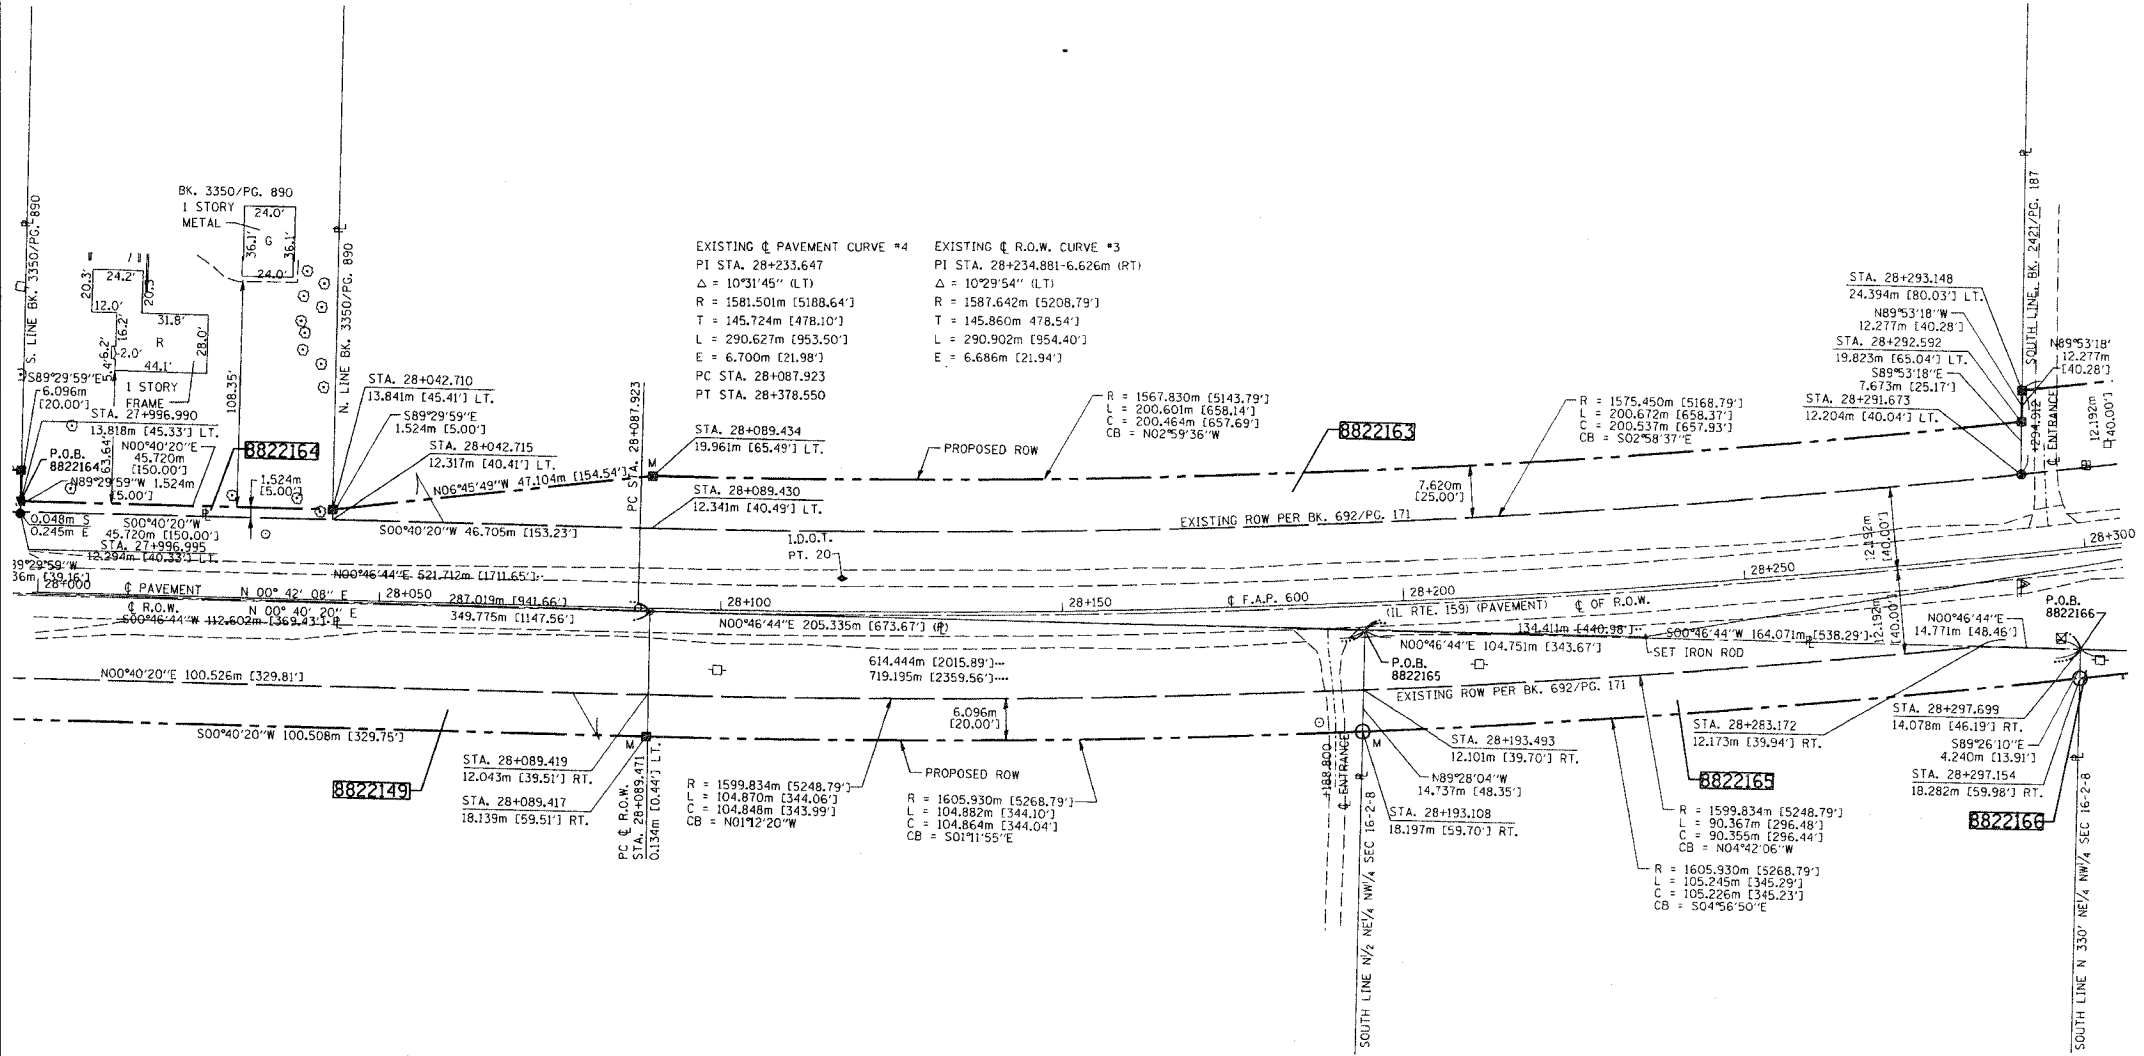 S. LINE BK. 3350/PG. 890
BK. 3350/PG. 890
1 STORY
METAL
24.0'
36.1'
G
36.1'
24.0'
24.2'
20.3'
20.3'
12.0'
16.2'
31.8'
R
28.0'
2.0'
5.4'
6.2'
44.1'
1 STORY
FRAME
108.35'
63.64'
N. LINE BK. 3350/PG. 890
S89°29'59"E
6.096m
[20.00']
STA. 27+996.990
13.818m [45.33'] LT.
N00°40'20"E
45.720m
[150.00']
P.O.B.
8822164
N89°29'59"W 1.524m
[5.00']
8822164
1.524m
[5.00']
0.048m S
0.245m E
S00°40'20"W
45.720m [150.00']
STA. 27+996.995
12.294m [40.33'] LT.
39°29'59"W
36m [39.16']
STA. 28+042.710
13.841m [45.41'] LT.
S89°29'59"E
1.524m [5.00']
STA. 28+042.715
12.317m [40.41'] LT.
N06°45'49"W 47.104m [154.54']
S00°40'20"W 46.705m [153.23']
PC STA. 28+087.923
M
STA. 28+089.434
19.961m [65.49'] LT.
STA. 28+089.430
12.341m [40.49'] LT.
EXISTING ℄ PAVEMENT CURVE #4
PI STA. 28+233.647
Δ = 10°31'45" (LT)
R = 1581.501m [5188.64']
T = 145.724m [478.10']
L = 290.627m [953.50']
E = 6.700m [21.98']
PC STA. 28+087.923
PT STA. 28+378.550
EXISTING ℄ R.O.W. CURVE #3
PI STA. 28+234.881-6.626m (RT)
Δ = 10°29'54" (LT)
R = 1587.642m [5208.79']
T = 145.860m 478.54']
L = 290.902m [954.40']
E = 6.686m [21.94']
PROPOSED ROW
R = 1567.830m [5143.79']
L = 200.601m [658.14']
C = 200.464m [657.69']
CB = N02°59'36"W
8822163
R = 1575.450m [5168.79']
L = 200.672m [658.37']
C = 200.537m [657.93']
CB = S02°58'37"E
7.620m
[25.00']
EXISTING ROW PER BK. 692/PG. 171
I.D.O.T.
PT. 20
STA. 28+293.148
24.394m [80.03'] LT.
N89°53'18"W
12.277m [40.28']
STA. 28+292.592
19.823m [65.04'] LT.
S89°53'18"E
7.673m [25.17']
STA. 28+291.673
12.204m [40.04'] LT.
SOUTH LINE BK. 2421/PG. 187
N89°53'18'
12.277m
[40.28']
+294.912
℄ ENTRANCE
12.192m
[40.00']
12.192m
[40.00']
12.192m
[40.00']
28+300
28+250
28+200
28+150
28+100
28+050
28+000
N00°46'44"E 521.712m [1711.65']
℄ PAVEMENT
N 00° 42' 08" E
287.019m [941.66']
℄ R.O.W.
N 00° 40' 20" E
349.775m [1147.56']
S00°46'44"W 112.602m [369.43']
℄ F.A.P. 600
(IL RTE. 159) (PAVEMENT)
℄ OF R.O.W.
N00°46'44"E 205.335m [673.67'] (P)
134.411m [440.98']
S00°46'44"W 164.071m [538.29']
N00°46'44"E 104.751m [343.67']
SET IRON ROD
P.O.B.
8822165
EXISTING ROW PER BK. 692/PG. 171
614.444m [2015.89']
719.195m [2359.56']
N00°40'20"E 100.526m [329.81']
6.096m
[20.00']
S00°40'20"W 100.508m [329.75']
8822149
STA. 28+089.419
12.043m [39.51'] RT.
STA. 28+089.417
18.139m [59.51'] RT.
M
PC ℄ R.O.W.
STA. 28+089.471
0.134m [0.44'] LT.
R = 1599.834m [5248.79']
L = 104.870m [344.06']
C = 104.848m [343.99']
CB = N01°12'20"W
PROPOSED ROW
R = 1605.930m [5268.79']
L = 104.882m [344.10']
C = 104.864m [344.04']
CB = S01°11'55"E
+188.800
℄ ENTRANCE
SOUTH LINE N1/2 NE1/4 NW1/4 SEC 16-2-8
M
STA. 28+193.493
12.101m [39.70'] RT.
N89°28'04"W
14.737m [48.35']
STA. 28+193.108
18.197m [59.70'] RT.
8822165
R = 1599.834m [5248.79']
L = 90.367m [296.48']
C = 90.355m [296.44']
CB = N04°42'06"W
R = 1605.930m [5268.79']
L = 105.245m [345.29']
C = 105.226m [345.23']
CB = S04°56'50"E
STA. 28+283.172
12.173m [39.94'] RT.
N00°46'44"E
14.771m [48.46']
P.O.B.
8822166
STA. 28+297.699
14.078m [46.19'] RT.
S89°26'10"E
4.240m [13.91']
STA. 28+297.154
18.282m [59.98'] RT.
8822166
SOUTH LINE N 330' NE1/4 NW1/4 SEC 16-2-8